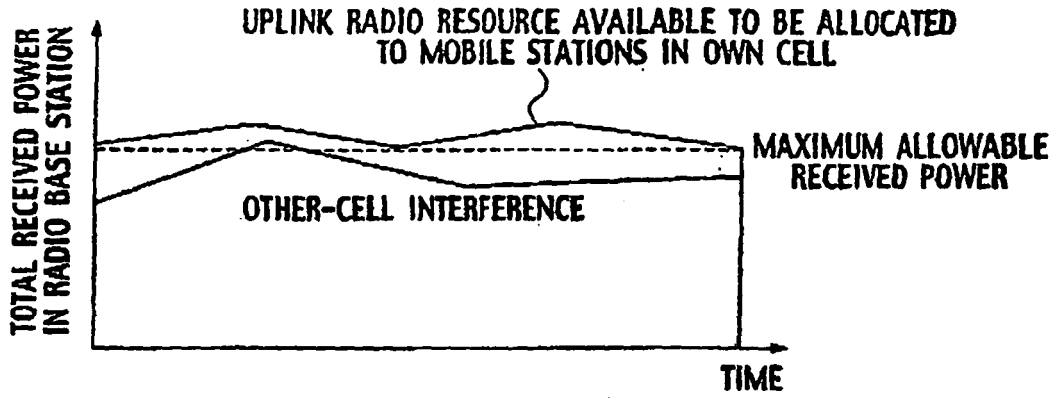 UPLINK RADIO RESOURCE AVAILABLE TO BE ALLOCATED
TO MOBILE STATIONS IN OWN CELL
TOTAL RECEIVED POWER
IN RADIO BASE STATION
MAXIMUM ALLOWABLE
RECEIVED POWER
OTHER-CELL INTERFERENCE
TIME